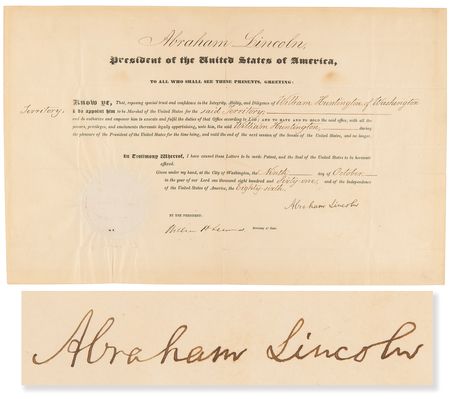 Abraham Lincoln,
President of the United States of America,
TO ALL WHO SHALL SEE THESE PRESENTS, GREETING:
Know ye, That, reposing special trust and confidence in the Integrity, Ability, and Diligence of William Huntington, of Washington
Territory, I do appoint him to be Marshal of the United States for the said Territory,
and do authorize and empower him to execute and fulfil the duties of that Office according to Law; AND TO HAVE AND TO HOLD the said office, with all the
powers, privileges, and emoluments thereunto legally appertaining, unto him, the said William Huntington, during
the pleasure of the President of the United States for the time being, and until the end of the next session of the Senate of the United States, and no longer.
In Testimony Whereof, I have caused these Letters to be made Patent, and the Seal of the United States to be hereunto
affixed.
Given under my hand, at the City of Washington, the Ninth day of October
in the year of our Lord one thousand eight hundred and Sixty-one; and of the Independence
of the United States of America, the Eighty-sixth.
Abraham Lincoln
BY THE PRESIDENT:
William H. Seward Secretary of State.
Abraham Lincoln